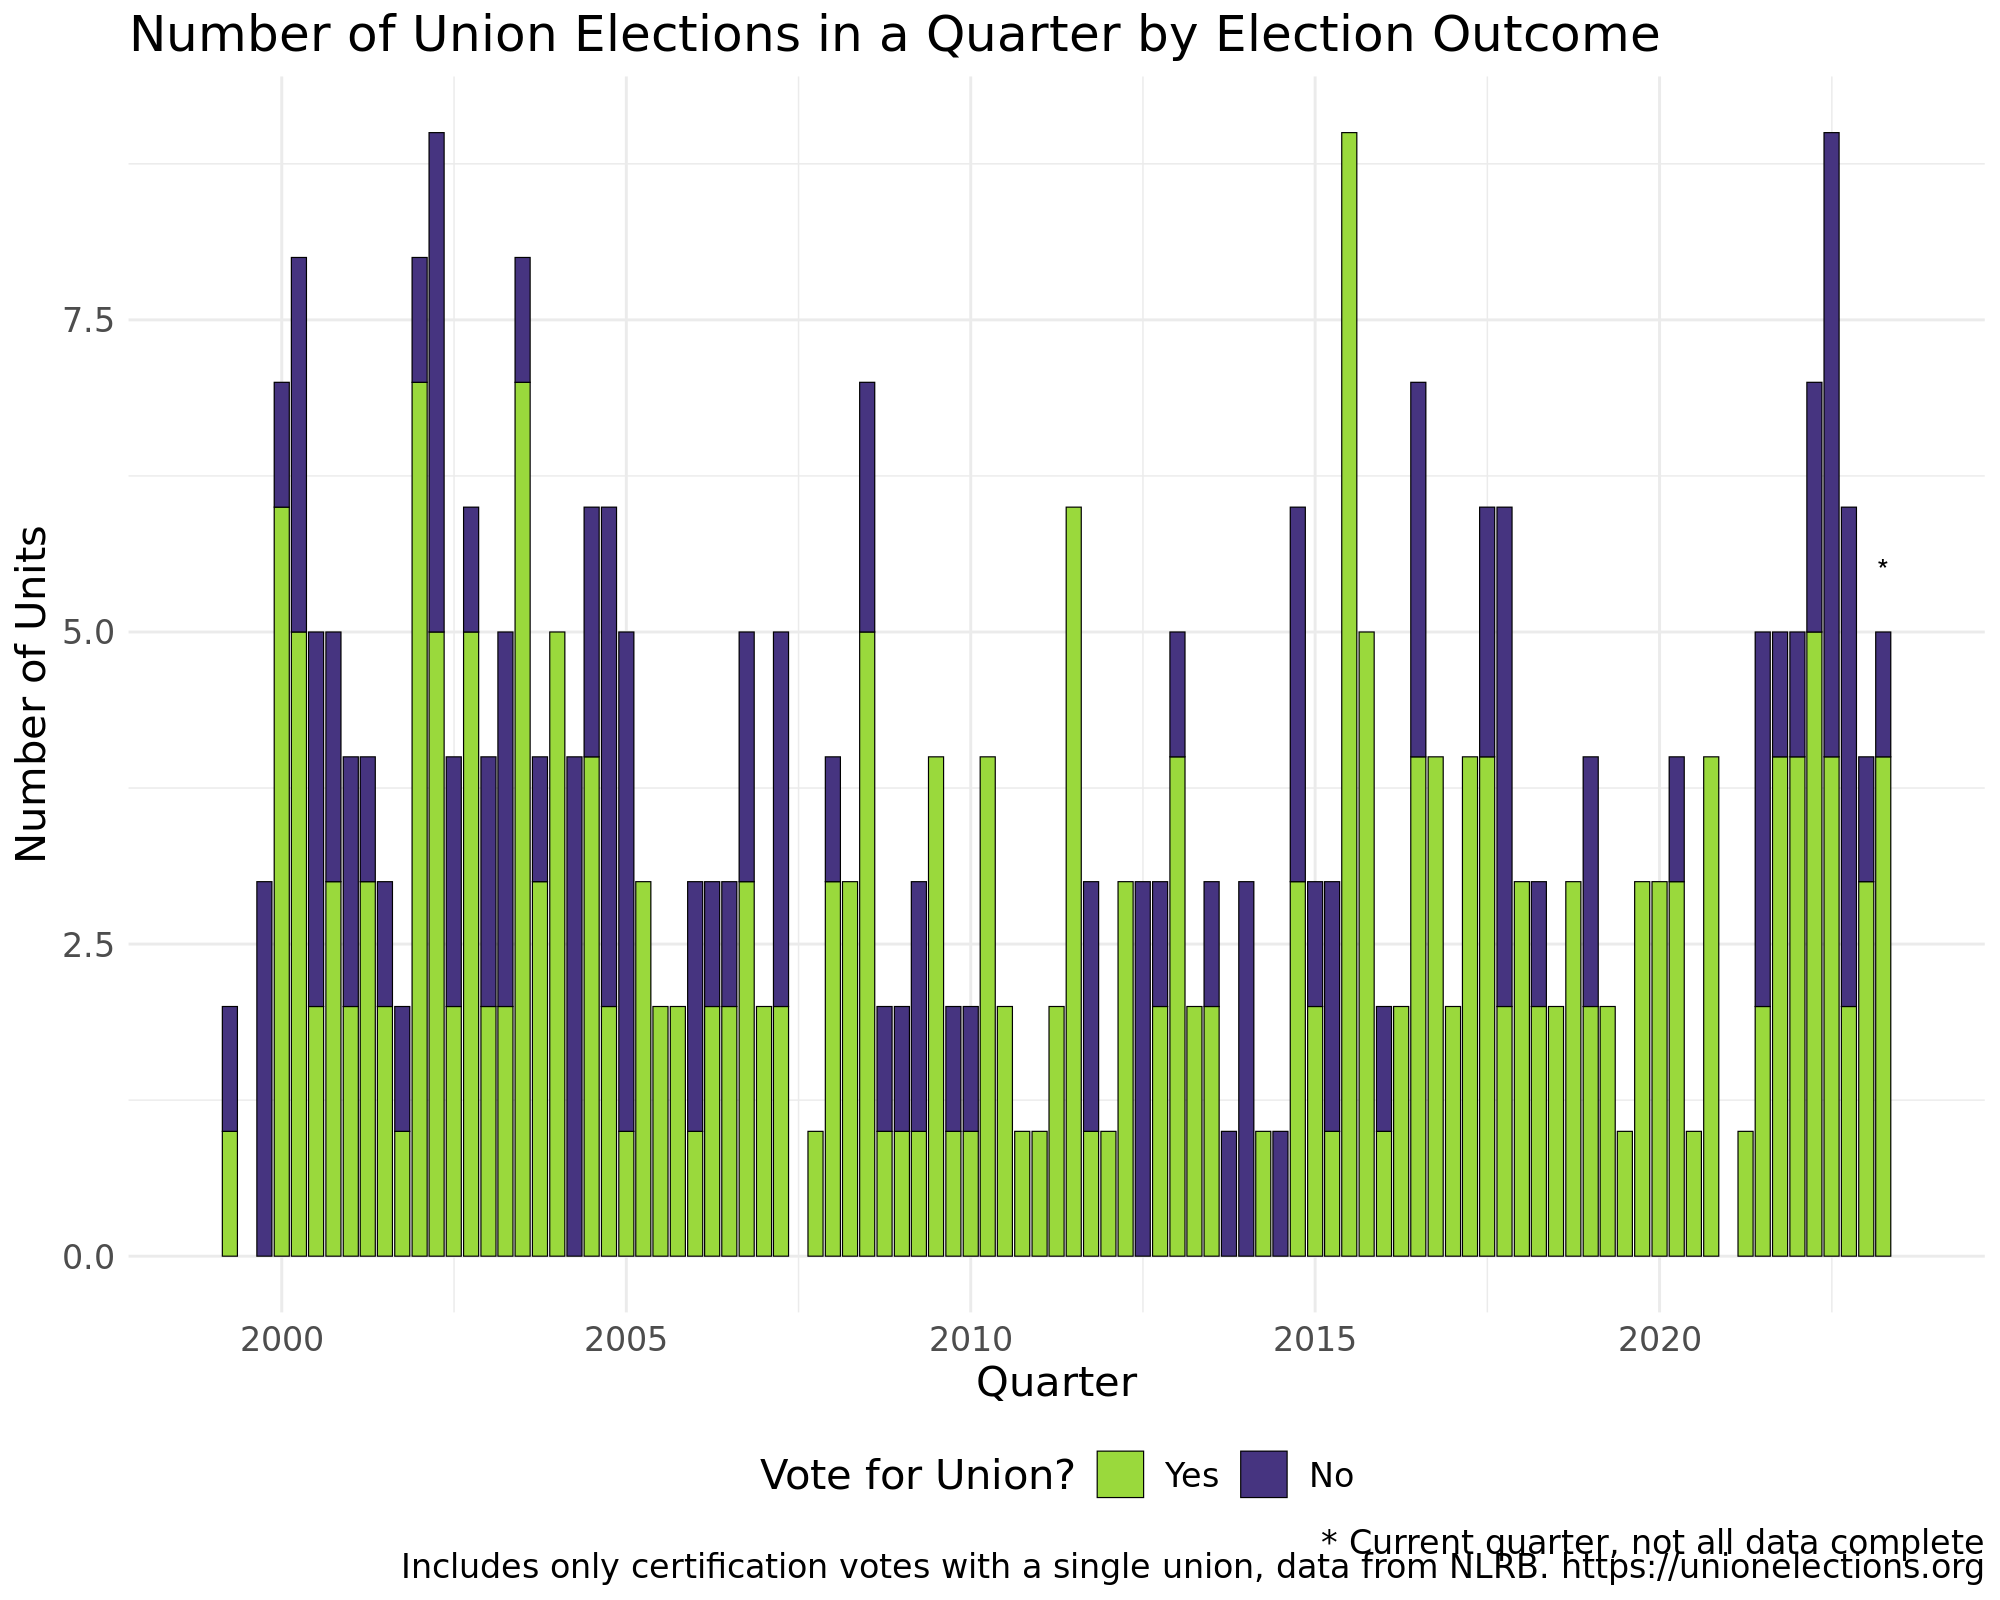 Number of Union Elections in a Quarter by Election Outcome
Number of Units
7.5
5.0
2.5
0.0
*
2000 2005 2010 2015 2020
Quarter
Vote for Union? Yes No
* Current quarter, not all data complete
Includes only certification votes with a single union, data from NLRB. https://unionelections.org